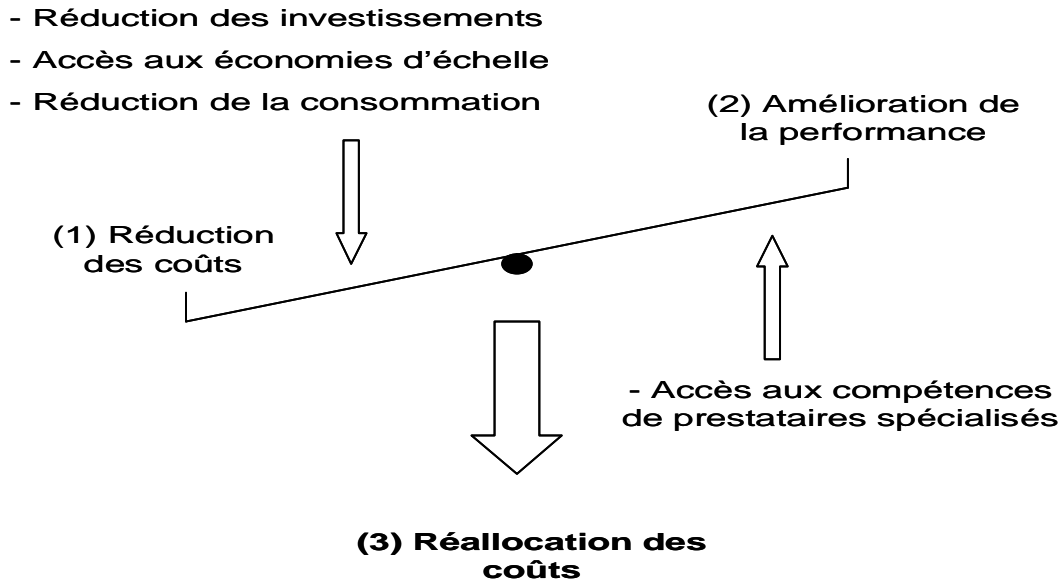 - Réduction des investissements
- Accès aux économies d’échelle
- Réduction de la consommation
(2) Amélioration de
la performance
(1) Réduction
des coûts
- Accès aux compétences
de prestataires spécialisés
(3) Réallocation des
coûts